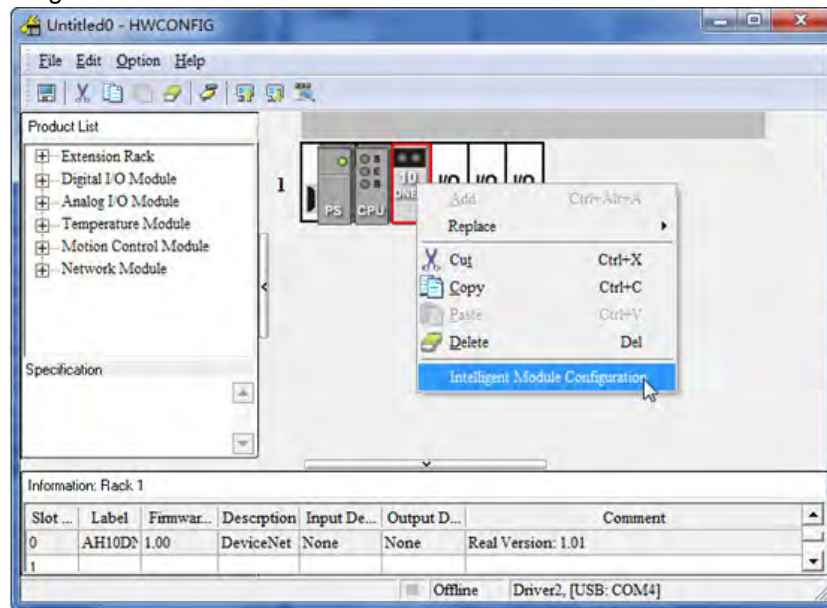 Untitled0 - HWCONFIG
File Edit Option Help
Product List
Extension Rack
Digital I/O Module
Analog I/O Module
Temperature Module
Motion Control Module
Network Module
Specification
1
PS CPU 10 I/O I/O I/O
Add Ctrl+Alt+A
Replace
Cut Ctrl+X
Copy Ctrl+C
Paste Ctrl+V
Delete Del
Intelligent Module Configuration
Information: Rack 1
Slot ... Label Firmwar... Descrption Input De... Output D... Comment
0 AH10DN 1.00 DeviceNet None None Real Version: 1.01
1
Offline Driver2, [USB: COM4]